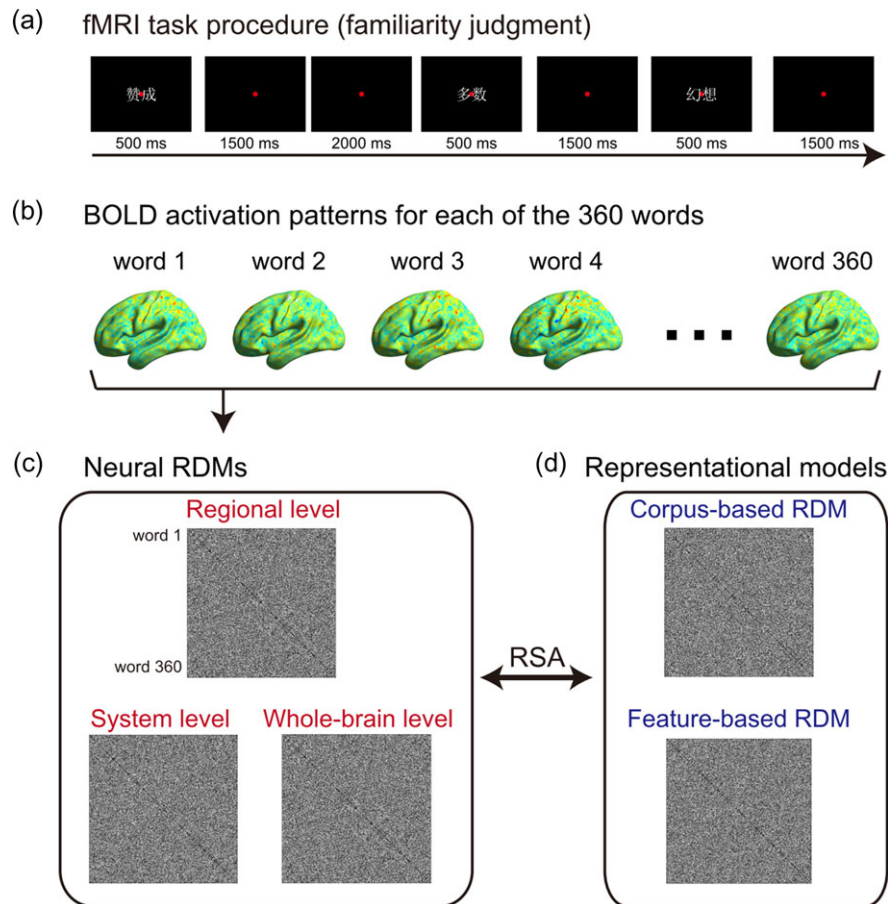 (a) fMRI task procedure (familiarity judgment)
赞成 多数 幻想
500 ms 1500 ms 2000 ms 500 ms 1500 ms 500 ms 1500 ms
(b) BOLD activation patterns for each of the 360 words
word 1 word 2 word 3 word 4 word 360
(c) Neural RDMs
Regional level
word 1
word 360
System level Whole-brain level
RSA
(d) Representational models
Corpus-based RDM
Feature-based RDM